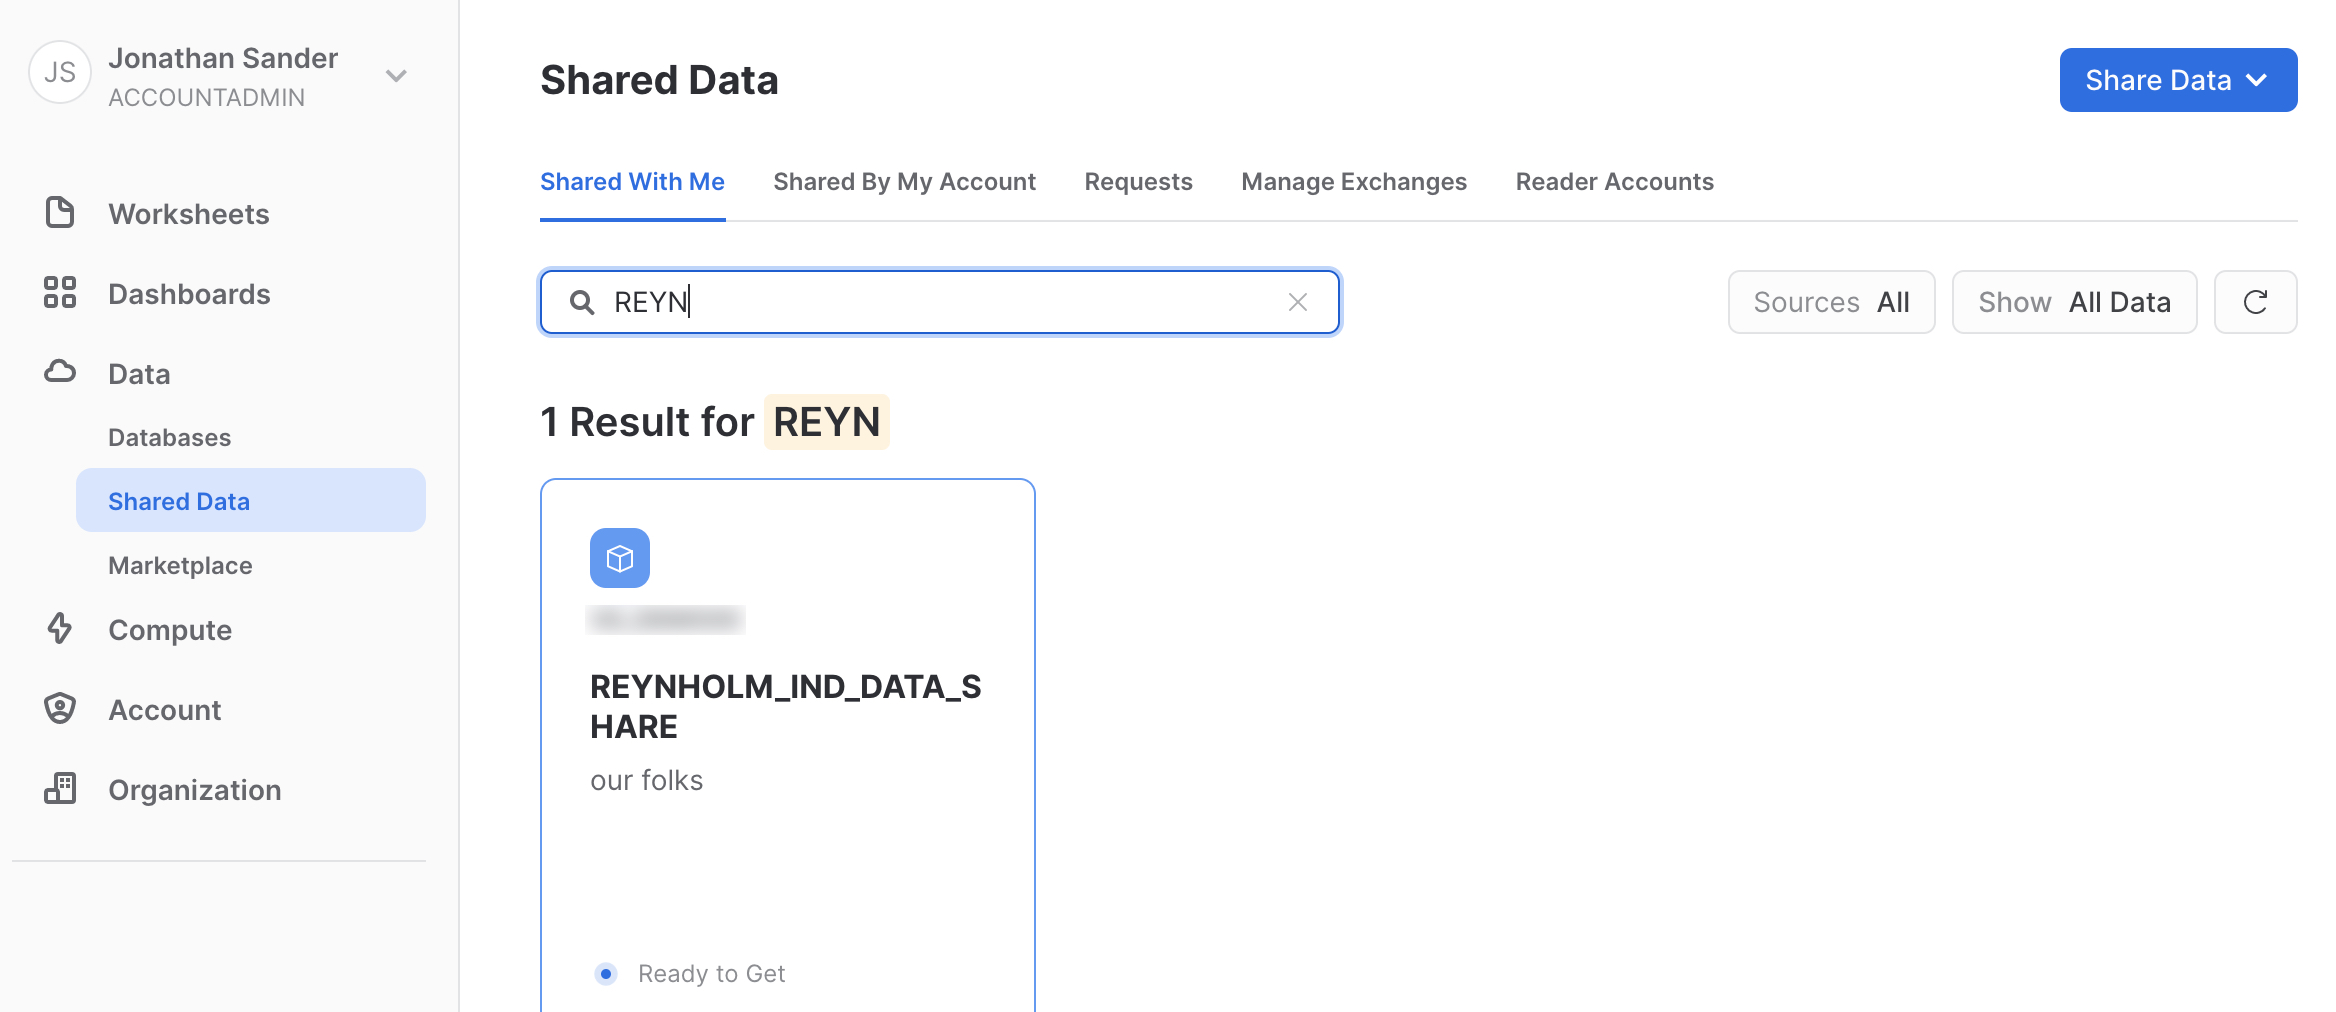 JS
Jonathan Sander
ACCOUNTADMIN
Worksheets
Dashboards
Data
Databases
Shared Data
Marketplace
Compute
Account
Organization
Shared Data
Share Data
Shared With Me Shared By My Account Requests Manage Exchanges Reader Accounts
REYN
Sources All Show All Data
1 Result for REYN
REYNHOLM_IND_DATA_S
HARE
our folks
Ready to Get